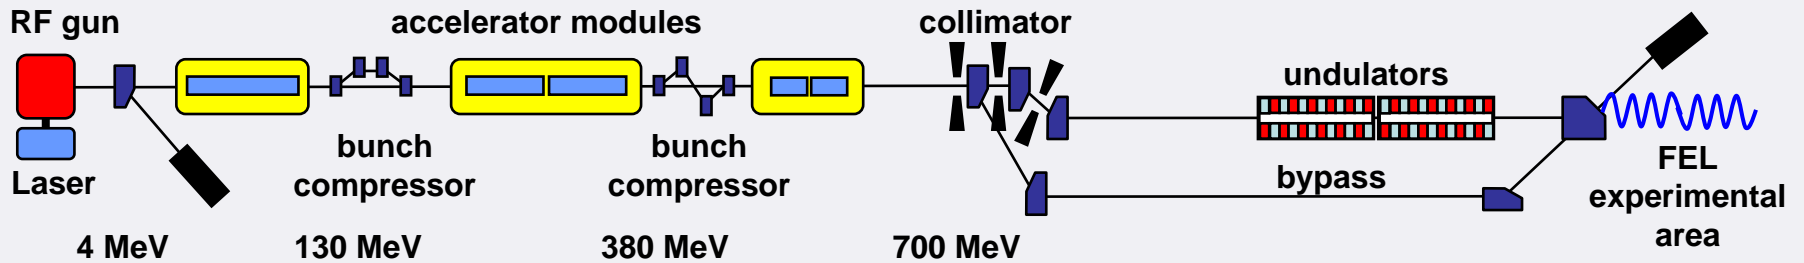 RF gun
accelerator modules
collimator
undulators
bunch
compressor
bunch
compressor
Laser
bypass
FEL
experimental
area
4 MeV
130 MeV
380 MeV
700 MeV